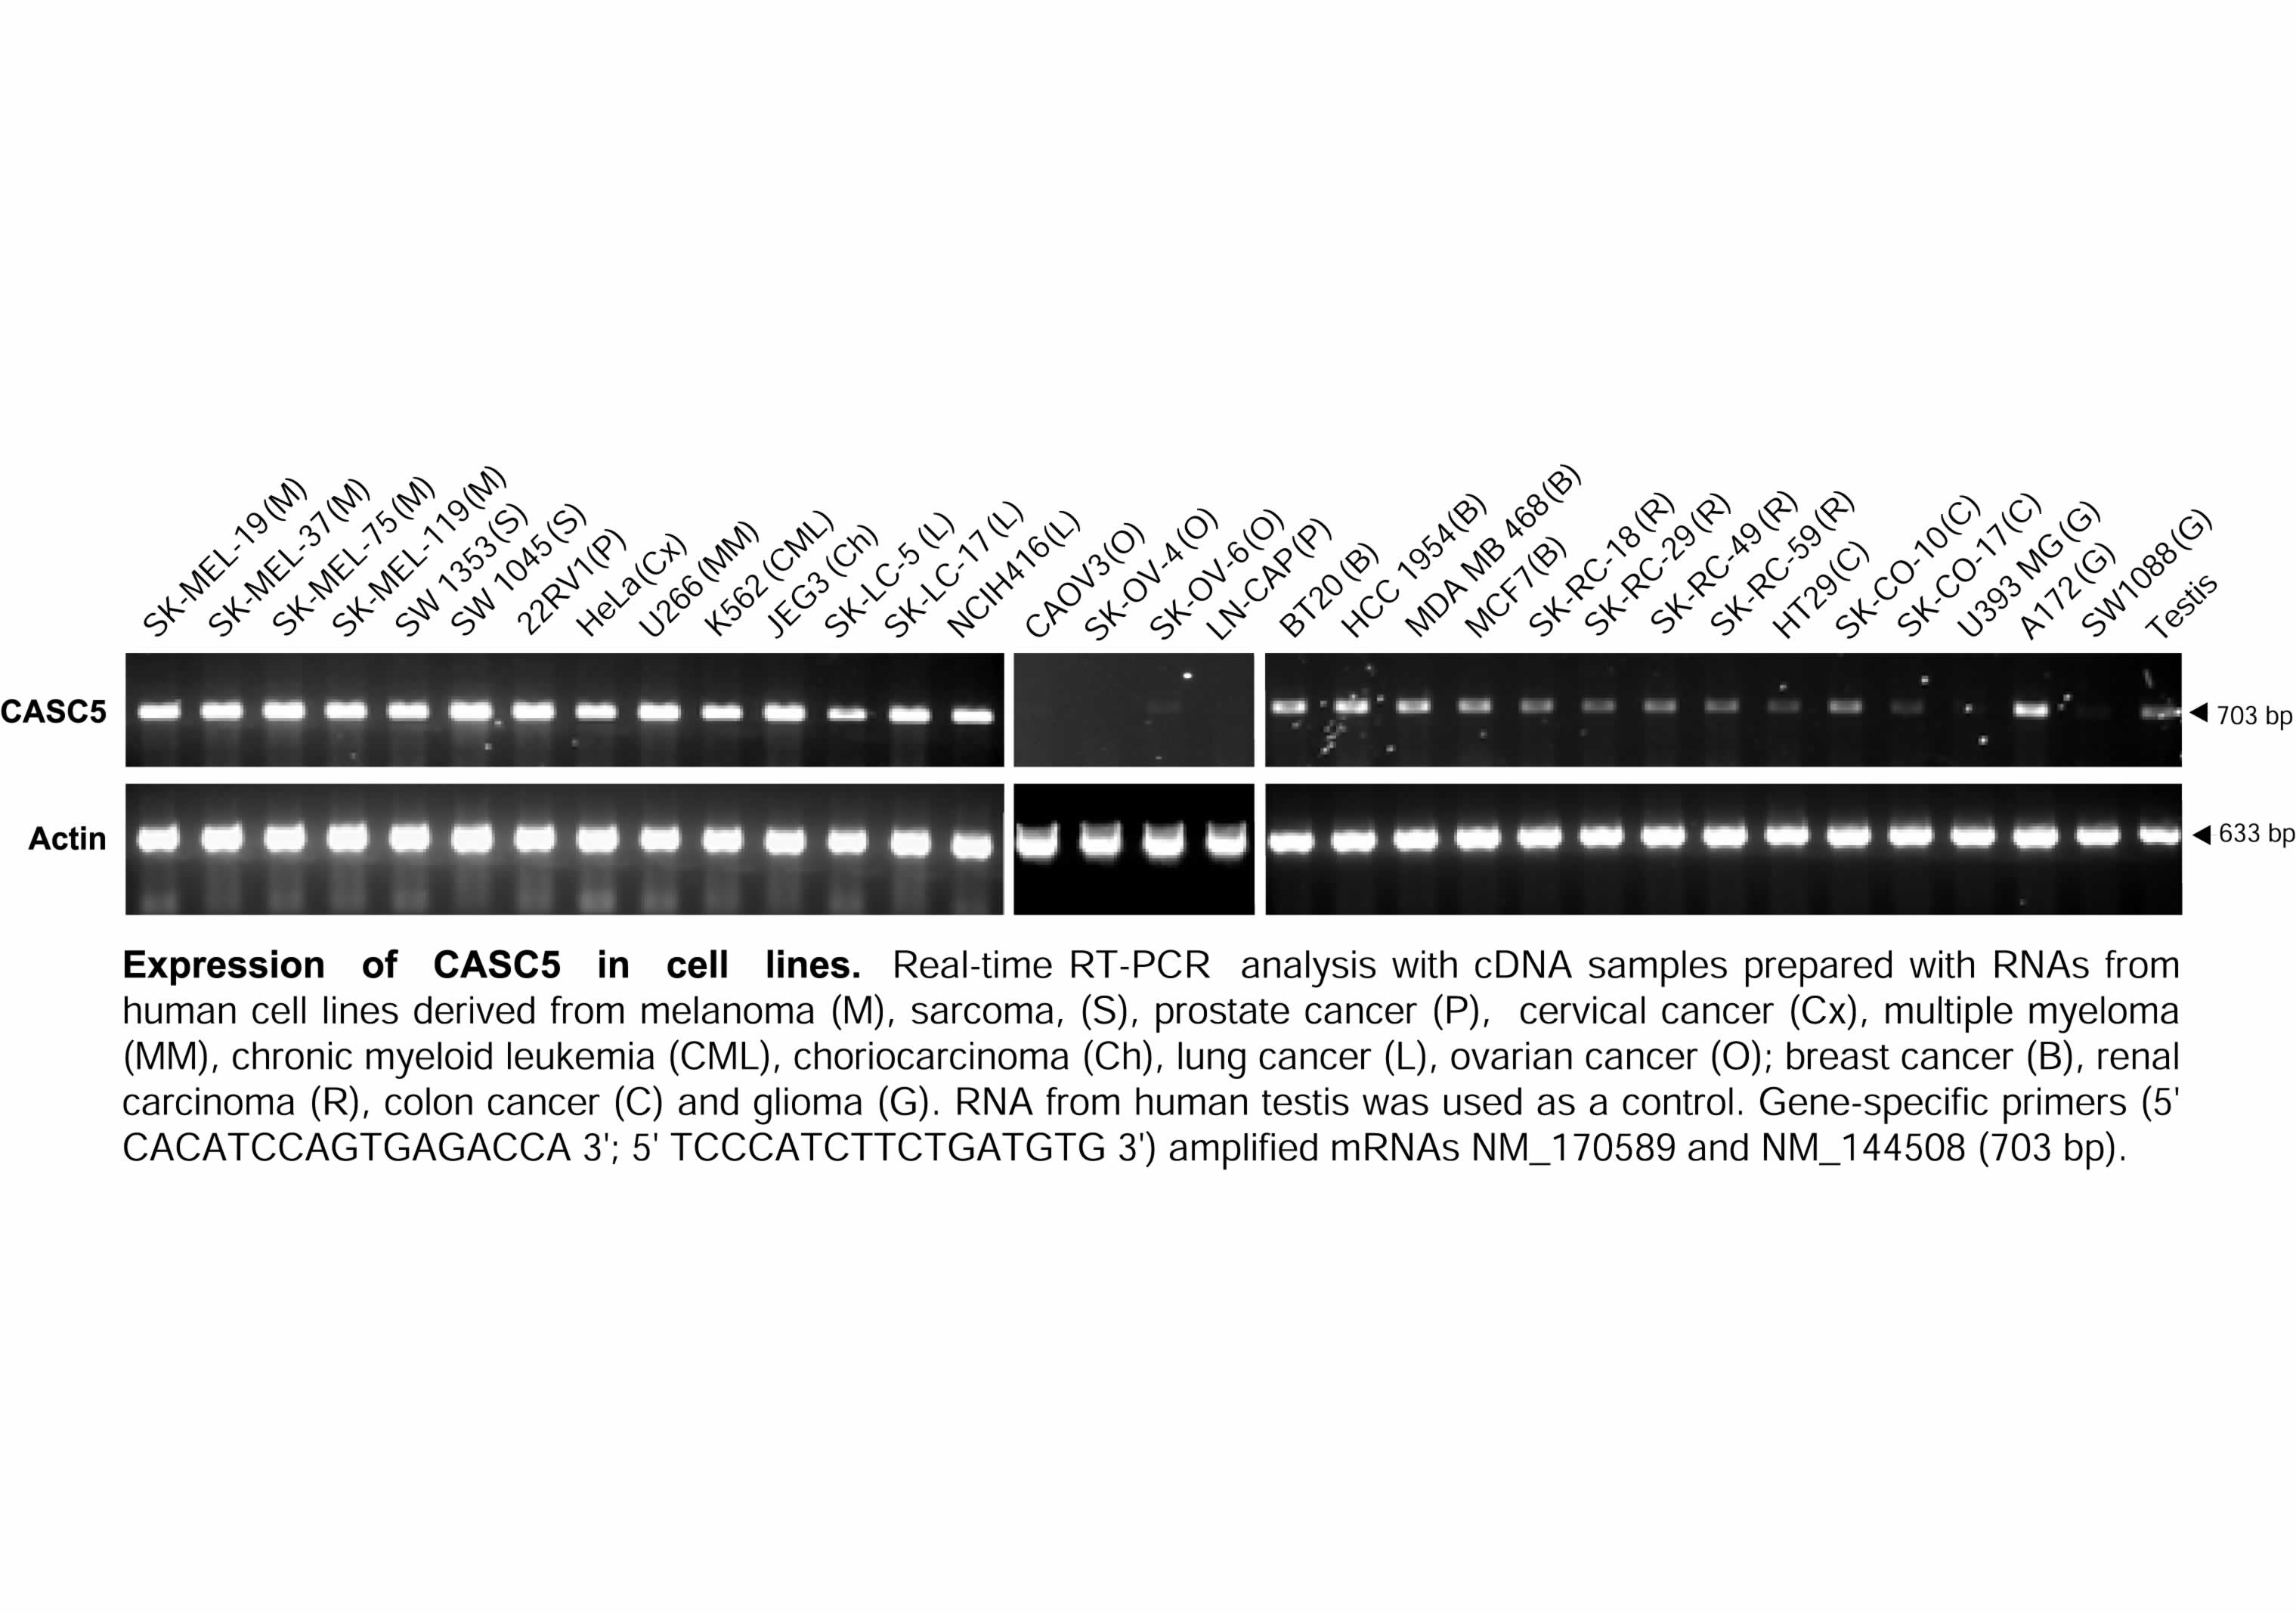 SK-MEL-19 (M)
SK-MEL-37 (M)
SK-MEL-75 (M)
SK-MEL-119 (M)
SW 1353 (S)
SW 1045 (S)
22RV1(P)
HeLa(Cx)
U266 (MM)
K562 (CML)
JEG3 (Ch)
SK-LC-5 (L)
SK-LC-17 (L)
NCIH416(L)
CAOV3(O)
SK-OV-4(O)
SK-OV-6(O)
LN-CAP(P)
BT20 (B)
HCC 1954(B)
MDA MB 468 (B)
MCF7(B)
SK-RC-18 (R)
SK-RC-29 (R)
SK-RC-49 (R)
SK-RC-59 (R)
HT29 (C)
SK-CO-10 (C)
SK-CO-17 (C)
U393 MG (G)
A172 (G)
SW1088 (G)
Testis
CASC5
703 bp
Actin
633 bp
Expression of CASC5 in cell lines. Real-time RT-PCR analysis with cDNA samples prepared with RNAs from
human cell lines derived from melanoma (M), sarcoma, (S), prostate cancer (P), cervical cancer (Cx), multiple myeloma
(MM), chronic myeloid leukemia (CML), choriocarcinoma (Ch), lung cancer (L), ovarian cancer (O); breast cancer (B), renal
carcinoma (R), colon cancer (C) and glioma (G). RNA from human testis was used as a control. Gene-specific primers (5'
CACATCCAGTGAGACCA 3'; 5' TCCCATCTTCTGATGTG 3') amplified mRNAs NM_170589 and NM_144508 (703 bp).